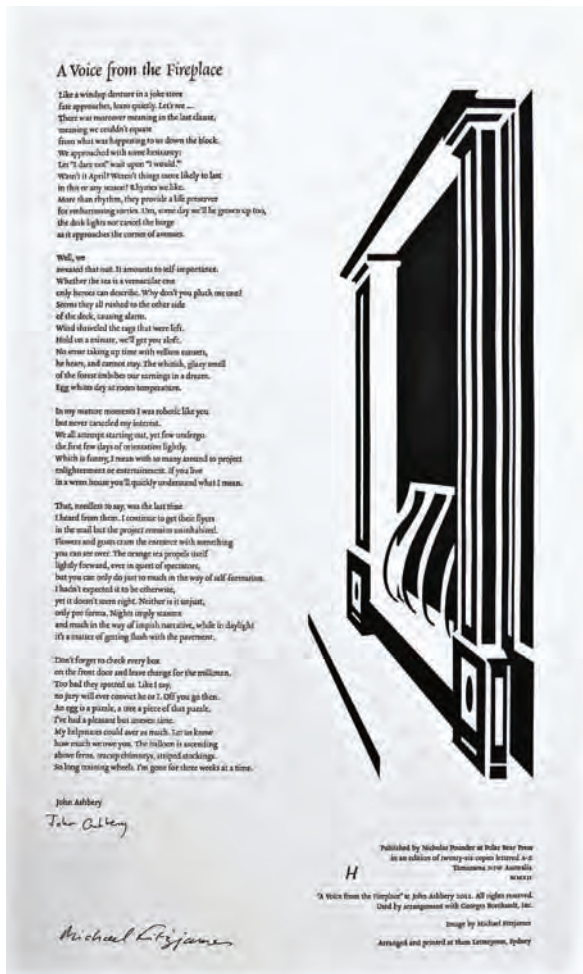 A Voice from the Fireplace
Like a windup denture in a joke store
fate approaches, leans quietly. Let's see ...
There was moreover meaning in the last clause,
meaning we couldn't equate
from what was happening to us down the block.
We approached with some hesitancy:
Let "I dare not" wait upon "I would."
Wasn't it April? Weren't things more likely to last
in this or any season? Rhymes we like.
More than rhythm, they provide a life preserver
for embarrassing sorties. Um, some day we'll be grown up too,
the desk lights nor cancel the barge
as it approaches the corner of avenues.
Well, we
sweated that out. It amounts to self-importance.
Whether the sea is a vernacular one
only heroes can describe. Why don't you pluck me one?
Seems they all rushed to the other side
of the deck, causing alarm.
Wind shriveled the rags that were left.
Hold on a minute, we'll get you aloft.
No sense taking up time with
he hears, and cannot stay. The whitish, gluey smell
of the forest imbibes our earnings in a dream.
Egg whites day at room temperature.
In my mature moments I was robotic like you
but never canceled my interest.
We all attempt starting out, yet few undergo
the first few days of orientation lightly.
Which is funny, I mean with so many around to project
enlightenment or entertainment. If you live
in a wren house you'll quickly understand what I mean.
That, needless to say, was the last time
I heard from them. I continue to get their flyers
in the mail but the project remains uninhabited.
Flowers and gnats cram the entrance with something
you can see over. The orange sea propels itself
lightly forward, ever in quest of spectators,
but you can only do just so much in the way of self-formation.
I hadn't expected it to be otherwise,
yet it doesn't seem right. Neither is it unjust,
only pro forma. Nights imply seasons
and much in the way of impish narrative, while in daylight
it's a matter of getting flush with the pavement.
Don't forget to check every box
on the front door and leave change for the milkman.
Too bad they spotted us. Like I say,
no jury will ever convict he or I. Off you go then.
An egg is a puzzle, a tree a piece of that puzzle.
I've had a pleasant but uneven time.
My helpmates could aver as much. Let us know
how much we owe you. The balloon is ascending
above ferns, teacup chimneys, striped stockings.
So long training wheels. I'm gone for three weeks at a time.
John Ashbery
John Ashbery
Published by Nicholas Pounder at Polar Bear Press
in an edition of twenty-six copies lettered A-Z
NSW Australia
MMXII
H
"A Voice from the Fireplace" © John Ashbery 2012. All rights reserved.
Used by arrangement with Georges Borchardt, Inc.
Image by Michael Fitzjames
Arranged and printed at Letterpress, Sydney
Michael Fitzjames